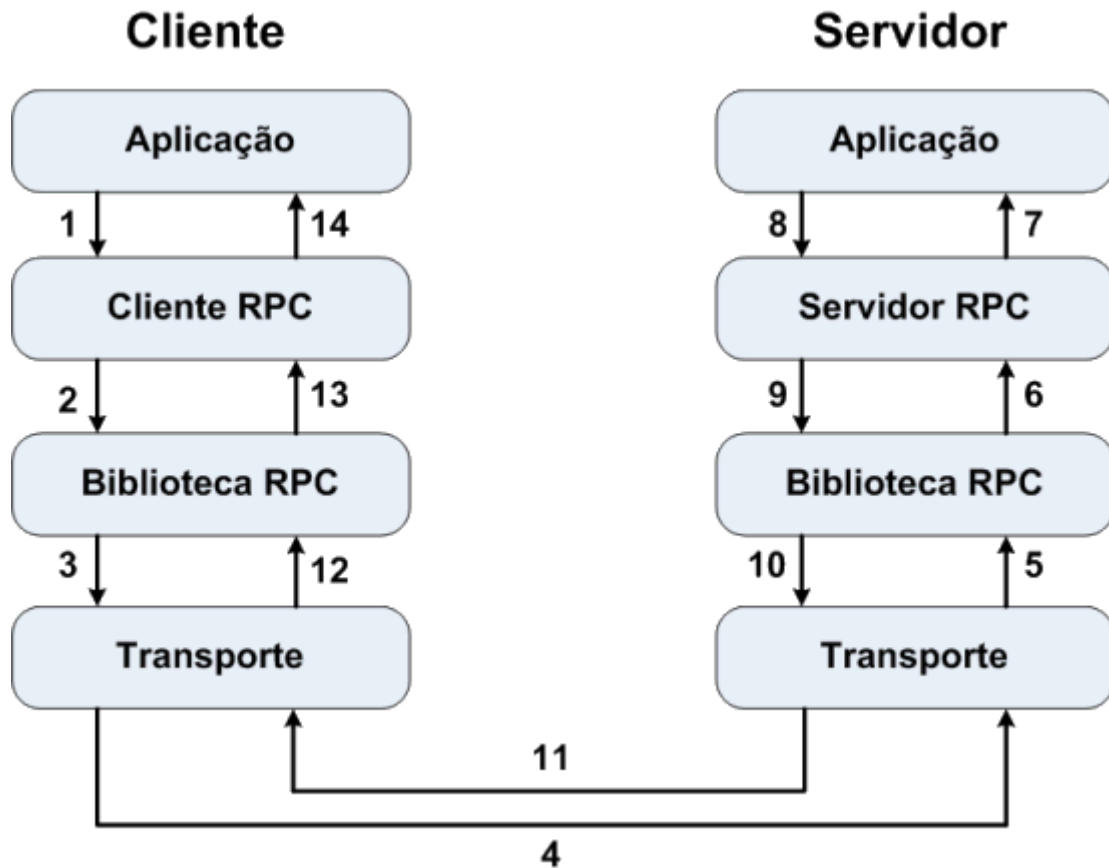 Cliente Servidor
Aplicação Aplicação
1 14 8 7
Cliente RPC Servidor RPC
2 13 9 6
Biblioteca RPC Biblioteca RPC
3 12 10 5
Transporte Transporte
11
4